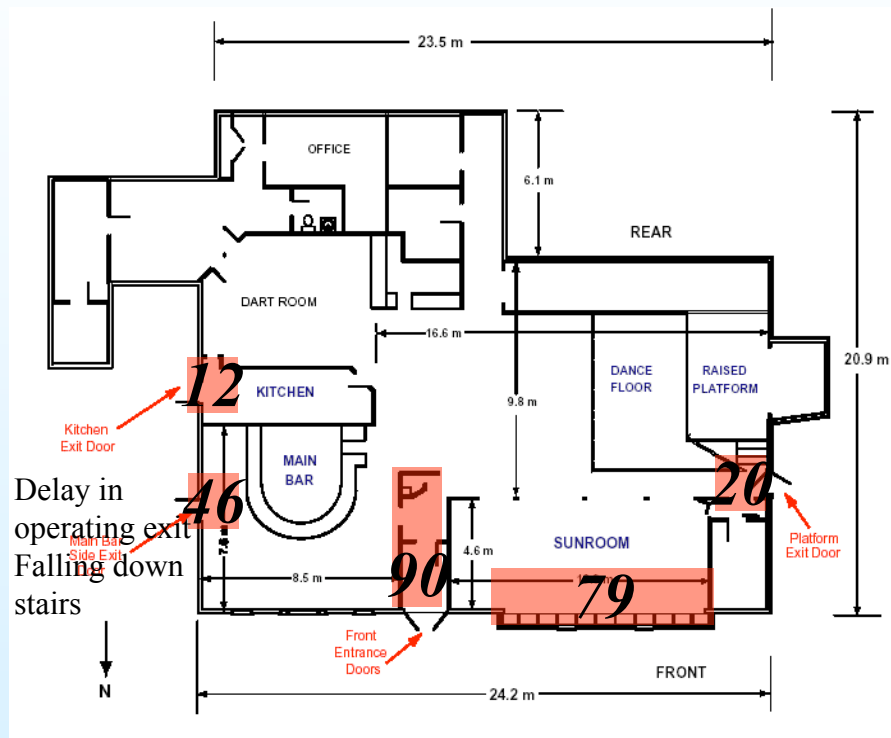 23.5 m
OFFICE
6.1 m
REAR
DART ROOM
16.6 m
20.9 m
12
KITCHEN
DANCE
FLOOR
RAISED
PLATFORM
9.8 m
Kitchen
Exit Door
MAIN
BAR
46
20
Delay in
operating exit
Main Bar
Side Exit
Falling down
stairs
90
4.6 m
SUNROOM
Platform
Exit Door
8.5 m
79
Front
Entrance
Doors
FRONT
N
24.2 m